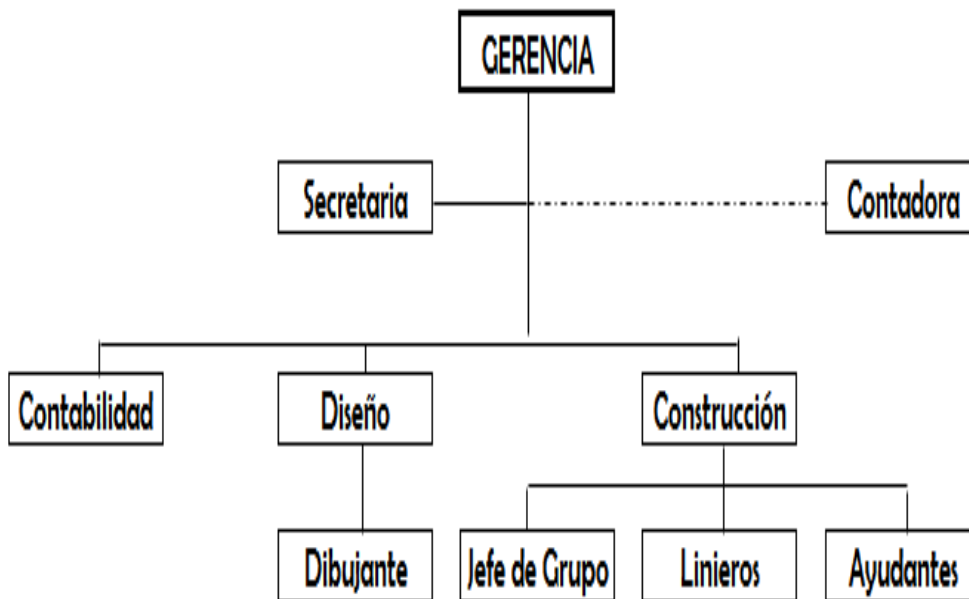 GERENCIA
Secretaria
Contadora
Contabilidad
Diseño
Construcción
Dibujante
Jefe de Grupo
Linieros
Ayudantes